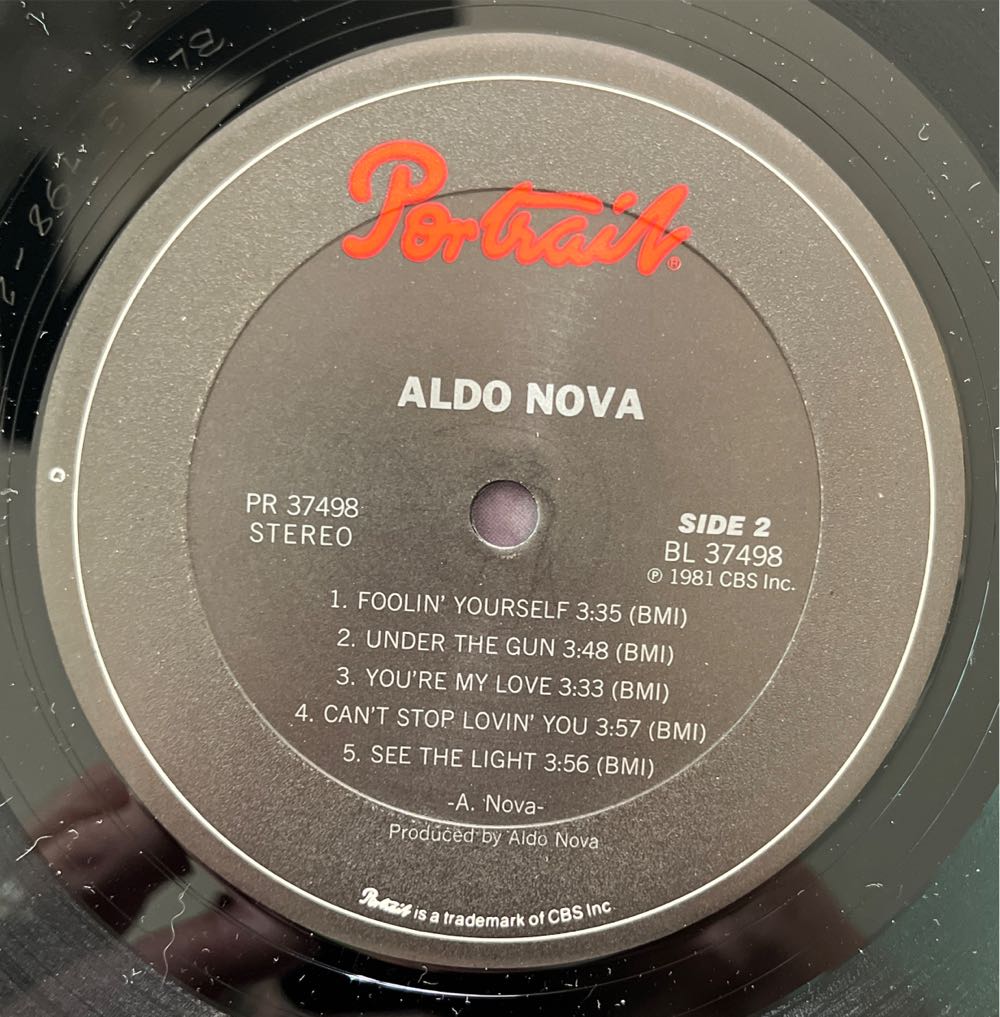 Portrait®
ALDO NOVA
PR 37498
STEREO
SIDE 2
BL 37498
℗ 1981 CBS Inc.
1. FOOLIN' YOURSELF 3:35 (BMI)
2. UNDER THE GUN 3:48 (BMI)
3. YOU'RE MY LOVE 3:33 (BMI)
4. CAN'T STOP LOVIN' YOU 3:57 (BMI)
5. SEE THE LIGHT 3:56 (BMI)
-A. Nova-
Produced by Aldo Nova
Portrait is a trademark of CBS Inc